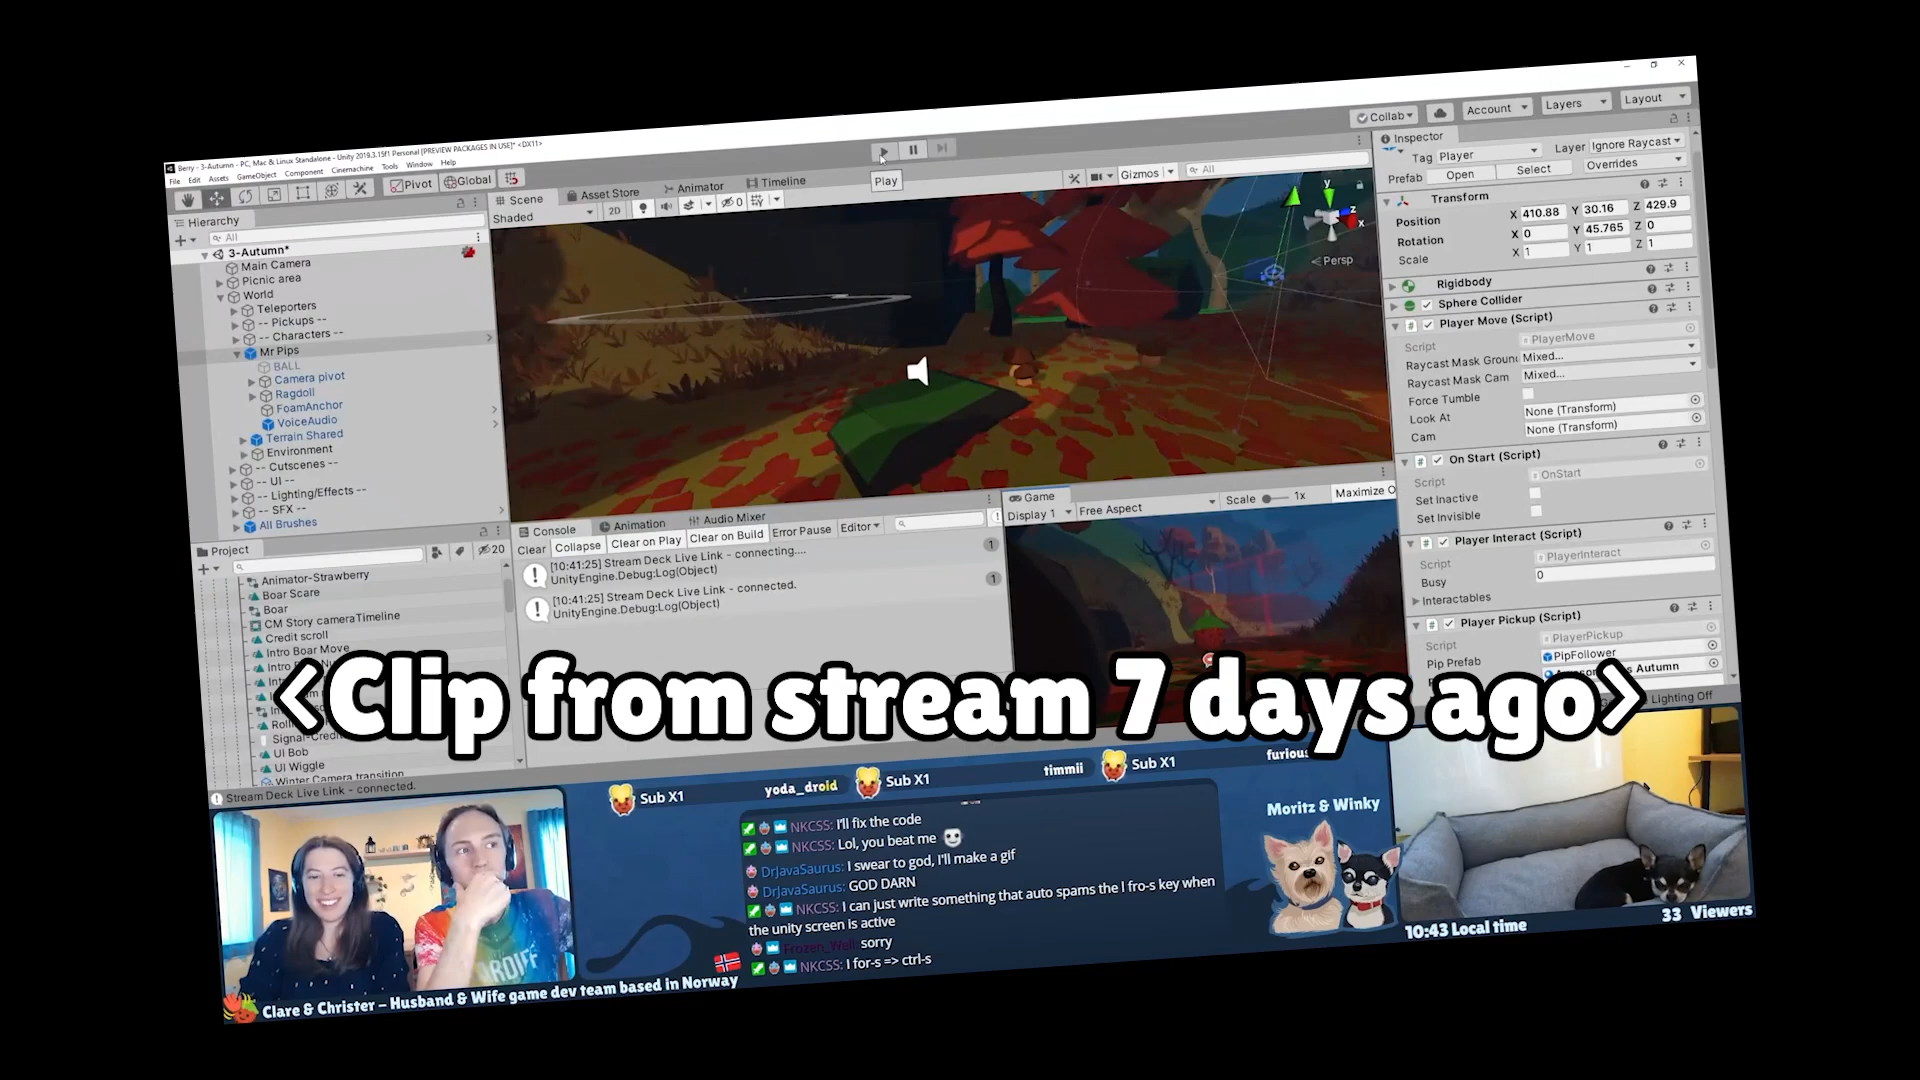 Berry - 3-Autumn - PC, Mac & Linux Standalone - Unity 2019.3.15f1 Personal [PREVIEW PACKAGES IN USE]* <DX11>
File Edit Assets GameObject Component Cinemachine Tools Window Help
Pivot Global
Collab Account Layers Layout
Play
Hierarchy
All
3-Autumn*
Main Camera
Picnic area
World
Teleporters
-- Pickups --
-- Characters --
Mr Pips
BALL
Camera pivot
Ragdoll
FoamAnchor
VoiceAudio
Terrain Shared
Environment
-- Cutscenes --
-- UI --
-- Lighting/Effects --
-- SFX --
All Brushes
Scene Asset Store Animator Timeline
Shaded 2D 0 Gizmos All
y
z
x
Persp
Inspector
Tag Player Layer Ignore Raycast
Prefab Open Select Overrides
Transform
Position X 410.88 Y 30.16 Z 429.9
Rotation X 0 Y 45.765 Z 0
Scale X 1 Y 1 Z 1
Rigidbody
Sphere Collider
Player Move (Script)
Script PlayerMove
Raycast Mask Groun Mixed...
Raycast Mask Cam Mixed...
Force Tumble
Look At None (Transform)
Cam None (Transform)
On Start (Script)
Script OnStart
Set Inactive
Set Invisible
Player Interact (Script)
Script PlayerInteract
Busy 0
Interactables
Player Pickup (Script)
Script PlayerPickup
Pip Prefab PipFollower
Autumn
Lighting Off
Project
20
Animator-Strawberry
Boar Scare
Boar
CM Story cameraTimeline
Credit scroll
Intro Boar Move
UI Bob
UI Wiggle
Winter Camera transition
Stream Deck Live Link - connected.
Console Animation Audio Mixer
Clear Collapse Clear on Play Clear on Build Error Pause Editor
[10:41:25] Stream Deck Live Link - connecting....
UnityEngine.Debug:Log(Object)
1
[10:41:25] Stream Deck Live Link - connected.
UnityEngine.Debug:Log(Object)
1
Game
Display 1 Free Aspect Scale 1x Maximize O
<Clip from stream 7 days ago>
Sub X1 yoda_droid Sub X1 timmii Sub X1 furious
NKCSS: I'll fix the code
NKCSS: Lol, you beat me
DrJavaSaurus: I swear to god, I'll make a gif
DrJavaSaurus: GOD DARN
NKCSS: I can just write something that auto spams the l fro-s key when
the unity screen is active
Frozen_Well: sorry
NKCSS: l for-s => ctrl-s
Moritz & Winky
10:43 Local time
33 Viewers
Clare & Christer – Husband & Wife game dev team based in Norway